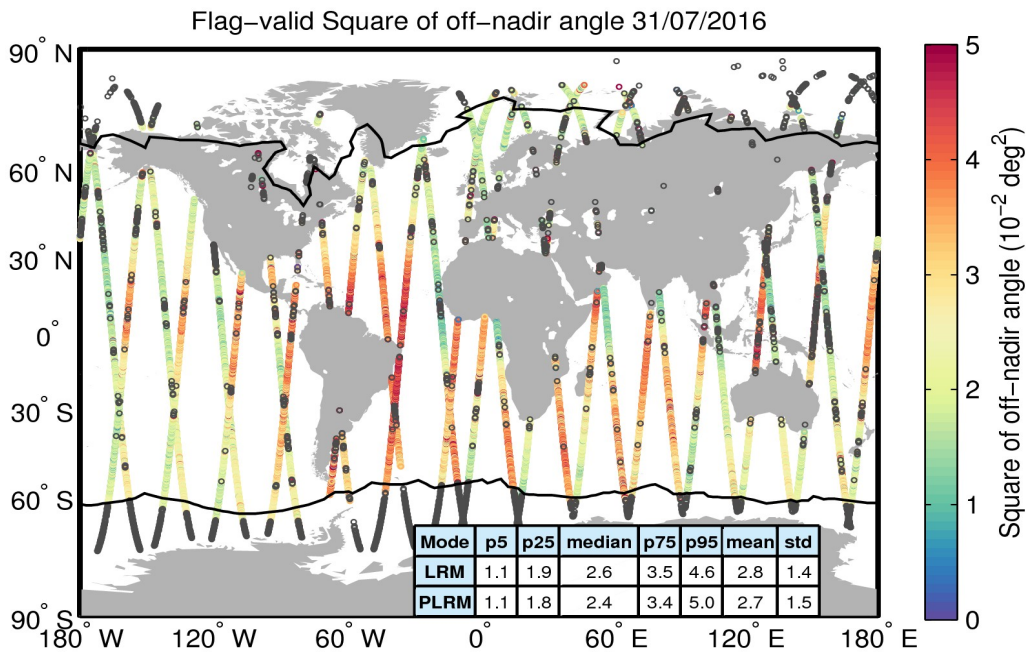 Flag−valid Square of off−nadir angle 31/07/2016
90° N
60° N
30° N
0°
30° S
60° S
90° S
180° W
120° W
60° W
0°
60° E
120° E
180° E
Mode p5 p25 median p75 p95 mean std
LRM 1.1 1.9 2.6 3.5 4.6 2.8 1.4
PLRM 1.1 1.8 2.4 3.4 5.0 2.7 1.5
5
4
3
2
1
0
Square of off−nadir angle (10⁻² deg²)